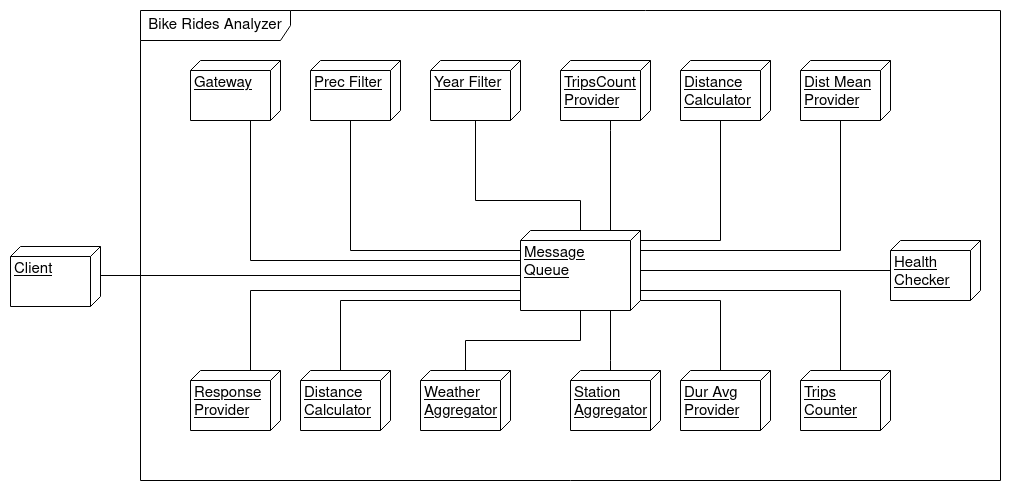 Bike Rides Analyzer
Gateway
Prec Filter
Year Filter
TripsCount
Provider
Distance
Calculator
Dist Mean
Provider
Client
Message
Queue
Health
Checker
Response
Provider
Distance
Calculator
Weather
Aggregator
Station
Aggregator
Dur Avg
Provider
Trips
Counter